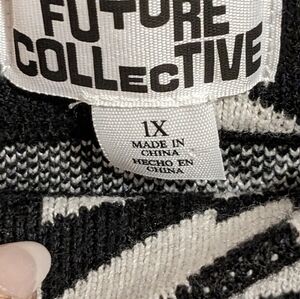 FUTURE
COLLECTIVE
1X
MADE IN
CHINA
HECHO EN
CHINA